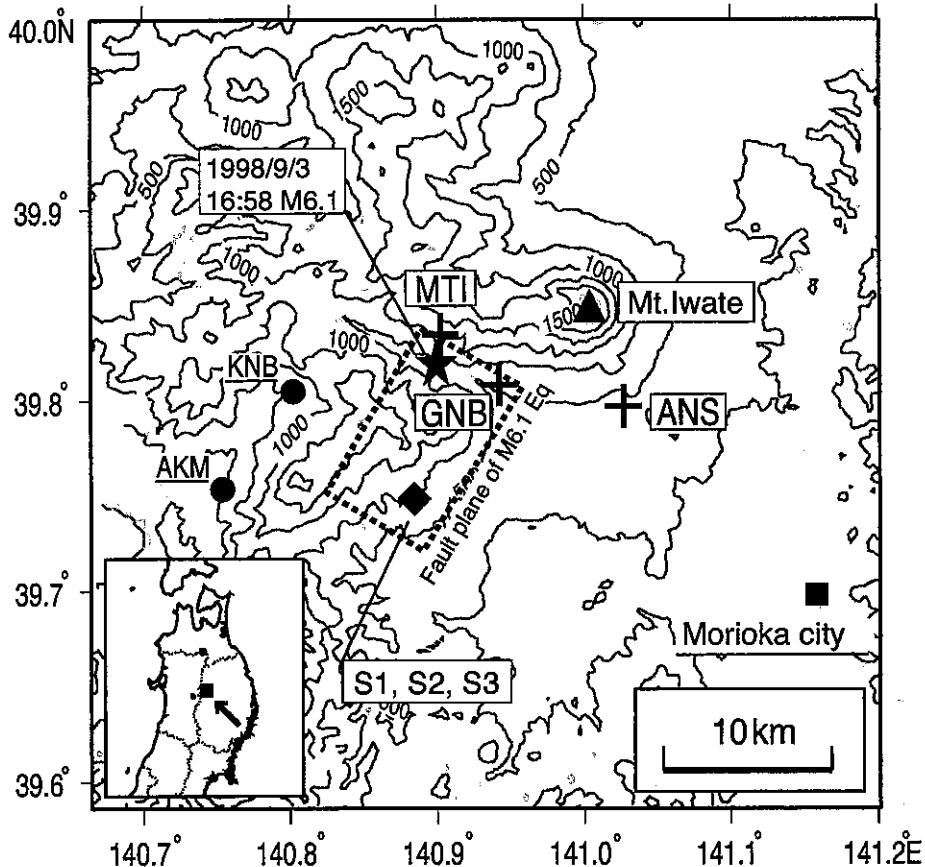 40.0°N
39.9°
39.8°
39.7°
39.6°
140.7°
140.8°
140.9°
141.0°
141.1°
141.2°E
1000
1000
500
1000
500
500
1998/9/3
16:58 M6.1
1000
1000
MTI
1500
Mt.Iwate
1000
KNB
GNB
ANS
1000
AKM
Fault plane of M6.1 Eq
Morioka city
S1, S2, S3
10km